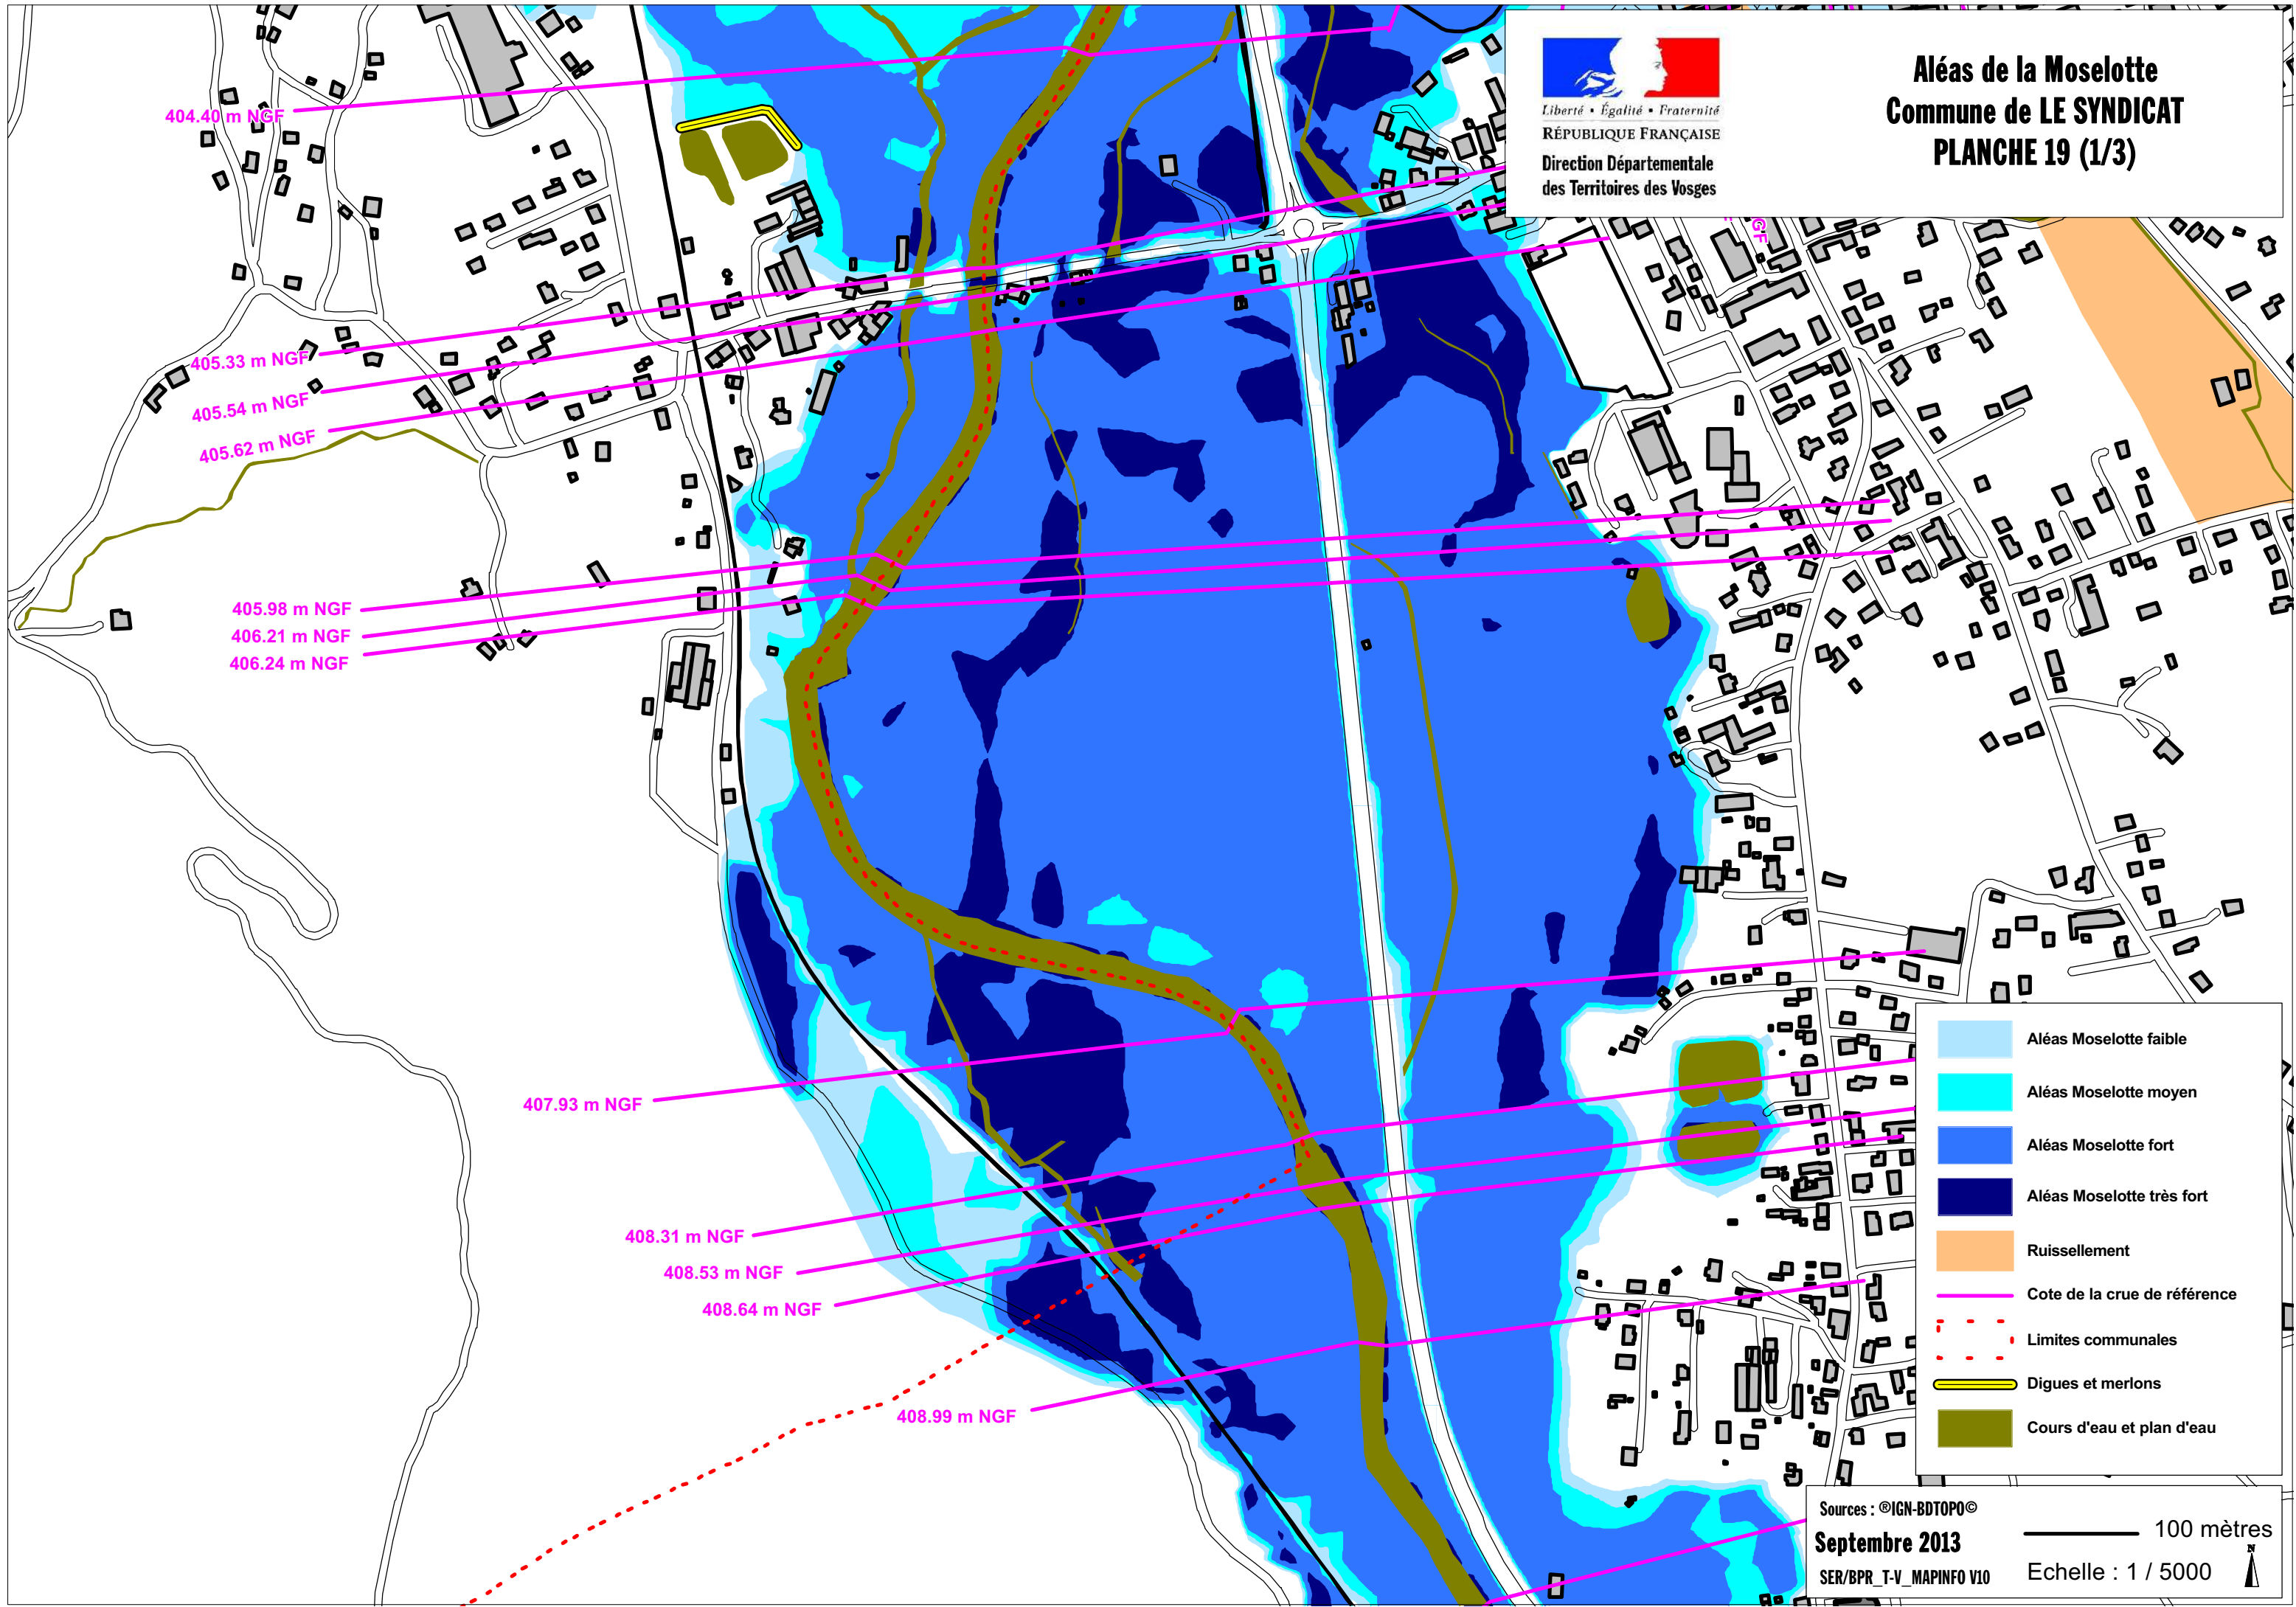 Liberté • Égalité • Fraternité
RÉPUBLIQUE FRANÇAISE
Direction Départementale
des Territoires des Vosges
Aléas de la Moselotte
Commune de LE SYNDICAT
PLANCHE 19 (1/3)
404.40 m NGF
405.33 m NGF
405.54 m NGF
405.62 m NGF
405.98 m NGF
406.21 m NGF
406.24 m NGF
407.93 m NGF
408.31 m NGF
408.53 m NGF
408.64 m NGF
408.99 m NGF
Aléas Moselotte faible
Aléas Moselotte moyen
Aléas Moselotte fort
Aléas Moselotte très fort
Ruissellement
Cote de la crue de référence
Limites communales
Digues et merlons
Cours d'eau et plan d'eau
Sources : ®IGN-BDTOPO©
Septembre 2013
SER/BPR_T-V_MAPINFO V10
100 mètres
Echelle : 1 / 5000
N